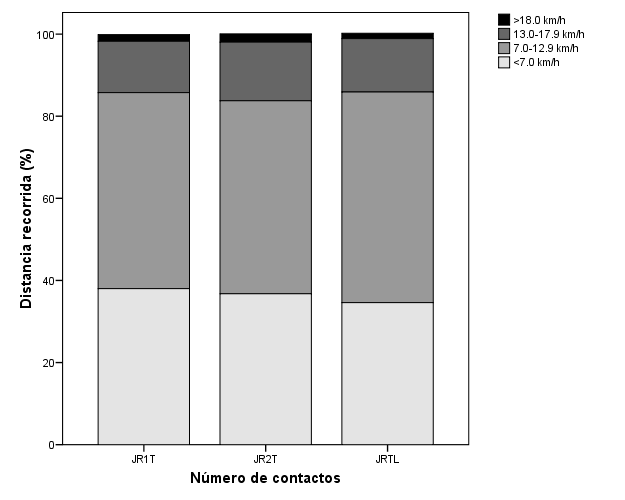 >18.0 km/h
13.0-17.9 km/h
7.0-12.9 km/h
<7.0 km/h
100
80
60
40
20
0
Distancia recorrida (%)
JR1T JR2T JRTL
Número de contactos